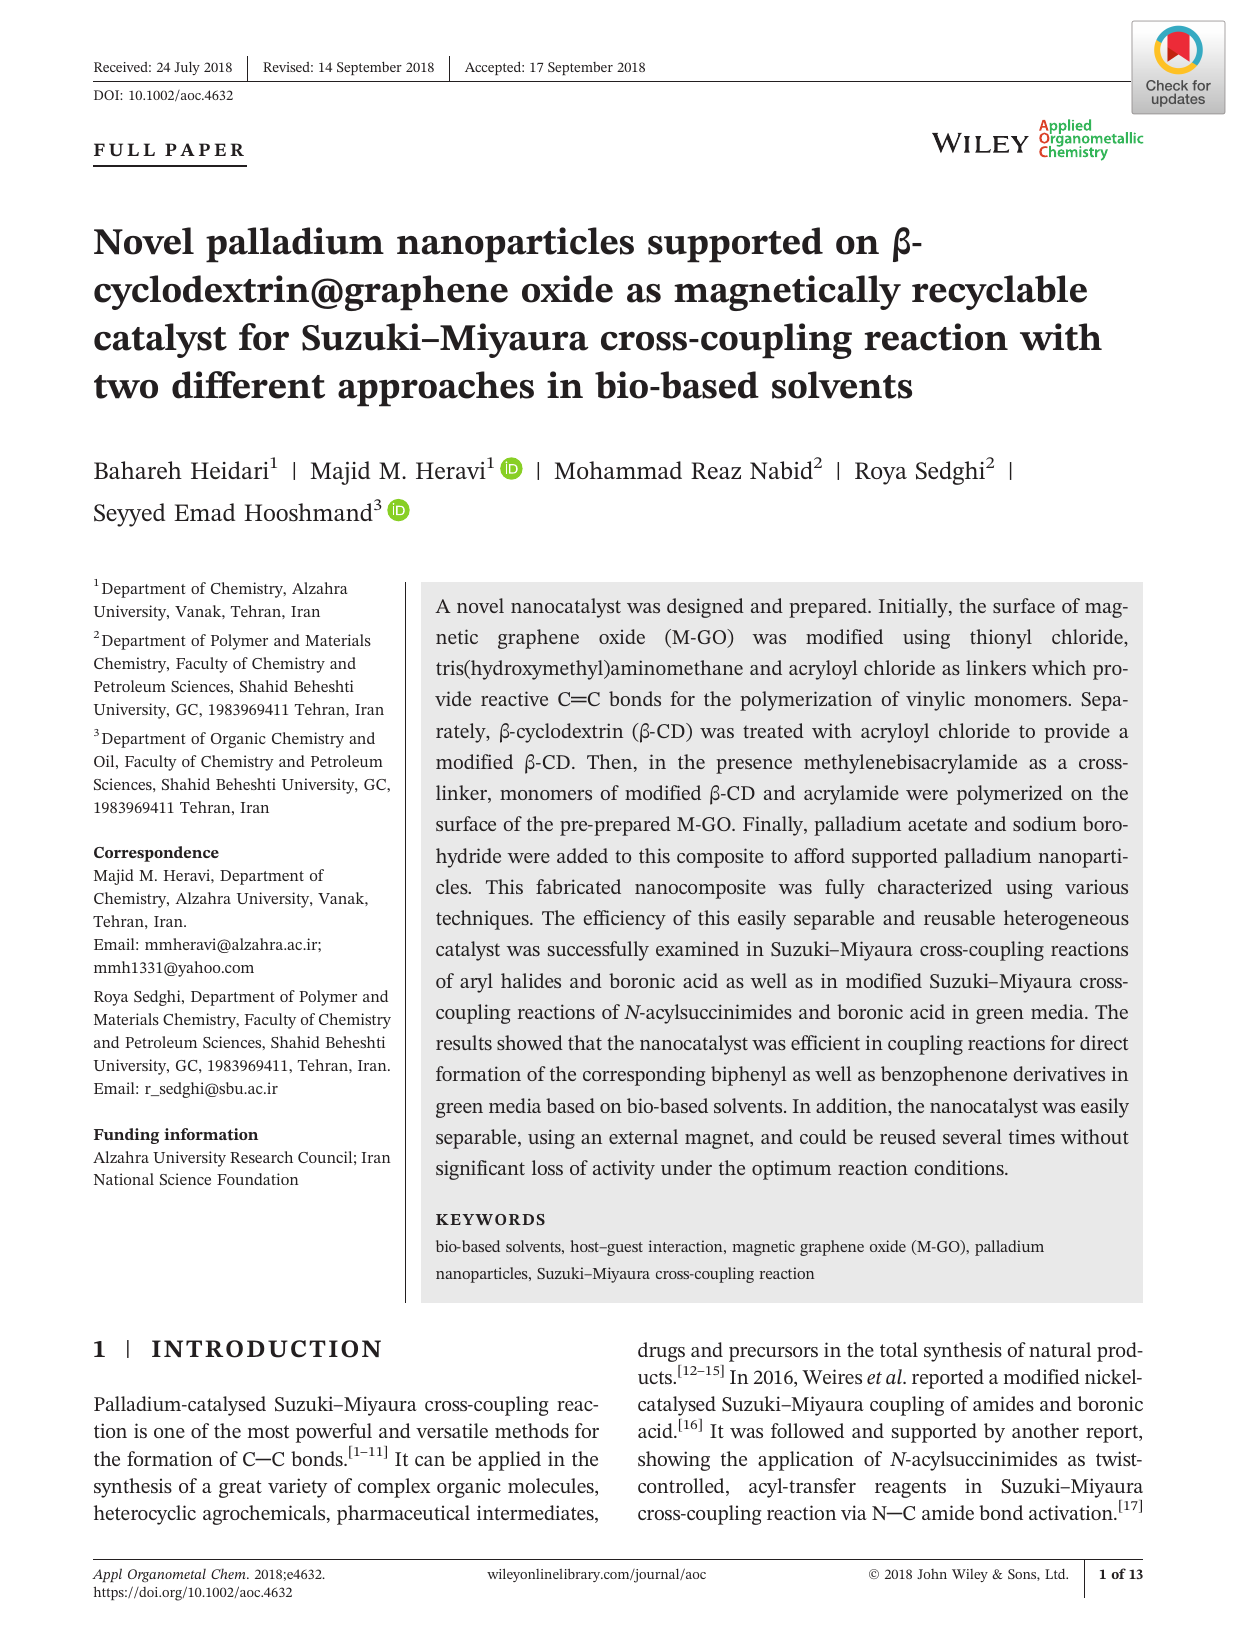 Received: 24 July 2018
Revised: 14 September 2018
Accepted: 17 September 2018
DOI: 10.1002/aoc.4632
Check for
updates
FULL PAPER
WILEY
Applied
Organometallic
Chemistry
Novel palladium nanoparticles supported on β-
cyclodextrin@graphene oxide as magnetically recyclable
catalyst for Suzuki–Miyaura cross-coupling reaction with
two different approaches in bio-based solvents
Bahareh Heidari1 | Majid M. Heravi1 iD | Mohammad Reaz Nabid2 | Roya Sedghi2 |
Seyyed Emad Hooshmand3 iD
1 Department of Chemistry, Alzahra
University, Vanak, Tehran, Iran
2 Department of Polymer and Materials
Chemistry, Faculty of Chemistry and
Petroleum Sciences, Shahid Beheshti
University, GC, 1983969411 Tehran, Iran
3 Department of Organic Chemistry and
Oil, Faculty of Chemistry and Petroleum
Sciences, Shahid Beheshti University, GC,
1983969411 Tehran, Iran
Correspondence
Majid M. Heravi, Department of
Chemistry, Alzahra University, Vanak,
Tehran, Iran.
Email: mmheravi@alzahra.ac.ir;
mmh1331@yahoo.com
Roya Sedghi, Department of Polymer and
Materials Chemistry, Faculty of Chemistry
and Petroleum Sciences, Shahid Beheshti
University, GC, 1983969411, Tehran, Iran.
Email: r_sedghi@sbu.ac.ir
Funding information
Alzahra University Research Council; Iran
National Science Foundation
A novel nanocatalyst was designed and prepared. Initially, the surface of mag-
netic graphene oxide (M-GO) was modified using thionyl chloride,
tris(hydroxymethyl)aminomethane and acryloyl chloride as linkers which pro-
vide reactive C═C bonds for the polymerization of vinylic monomers. Sepa-
rately, β-cyclodextrin (β-CD) was treated with acryloyl chloride to provide a
modified β-CD. Then, in the presence methylenebisacrylamide as a cross-
linker, monomers of modified β-CD and acrylamide were polymerized on the
surface of the pre-prepared M-GO. Finally, palladium acetate and sodium boro-
hydride were added to this composite to afford supported palladium nanoparti-
cles. This fabricated nanocomposite was fully characterized using various
techniques. The efficiency of this easily separable and reusable heterogeneous
catalyst was successfully examined in Suzuki–Miyaura cross-coupling reactions
of aryl halides and boronic acid as well as in modified Suzuki–Miyaura cross-
coupling reactions of N-acylsuccinimides and boronic acid in green media. The
results showed that the nanocatalyst was efficient in coupling reactions for direct
formation of the corresponding biphenyl as well as benzophenone derivatives in
green media based on bio-based solvents. In addition, the nanocatalyst was easily
separable, using an external magnet, and could be reused several times without
significant loss of activity under the optimum reaction conditions.
KEYWORDS
bio-based solvents, host–guest interaction, magnetic graphene oxide (M-GO), palladium
nanoparticles, Suzuki–Miyaura cross-coupling reaction
1 | INTRODUCTION
Palladium-catalysed Suzuki–Miyaura cross-coupling reac-
tion is one of the most powerful and versatile methods for
the formation of C─C bonds.[1–11] It can be applied in the
synthesis of a great variety of complex organic molecules,
heterocyclic agrochemicals, pharmaceutical intermediates,
drugs and precursors in the total synthesis of natural prod-
ucts.[12–15] In 2016, Weires et al. reported a modified nickel-
catalysed Suzuki–Miyaura coupling of amides and boronic
acid.[16] It was followed and supported by another report,
showing the application of N-acylsuccinimides as twist-
controlled, acyl-transfer reagents in Suzuki–Miyaura
cross-coupling reaction via N─C amide bond activation.[17]
Appl Organometal Chem. 2018;e4632.
https://doi.org/10.1002/aoc.4632
wileyonlinelibrary.com/journal/aoc
© 2018 John Wiley & Sons, Ltd.
1 of 13